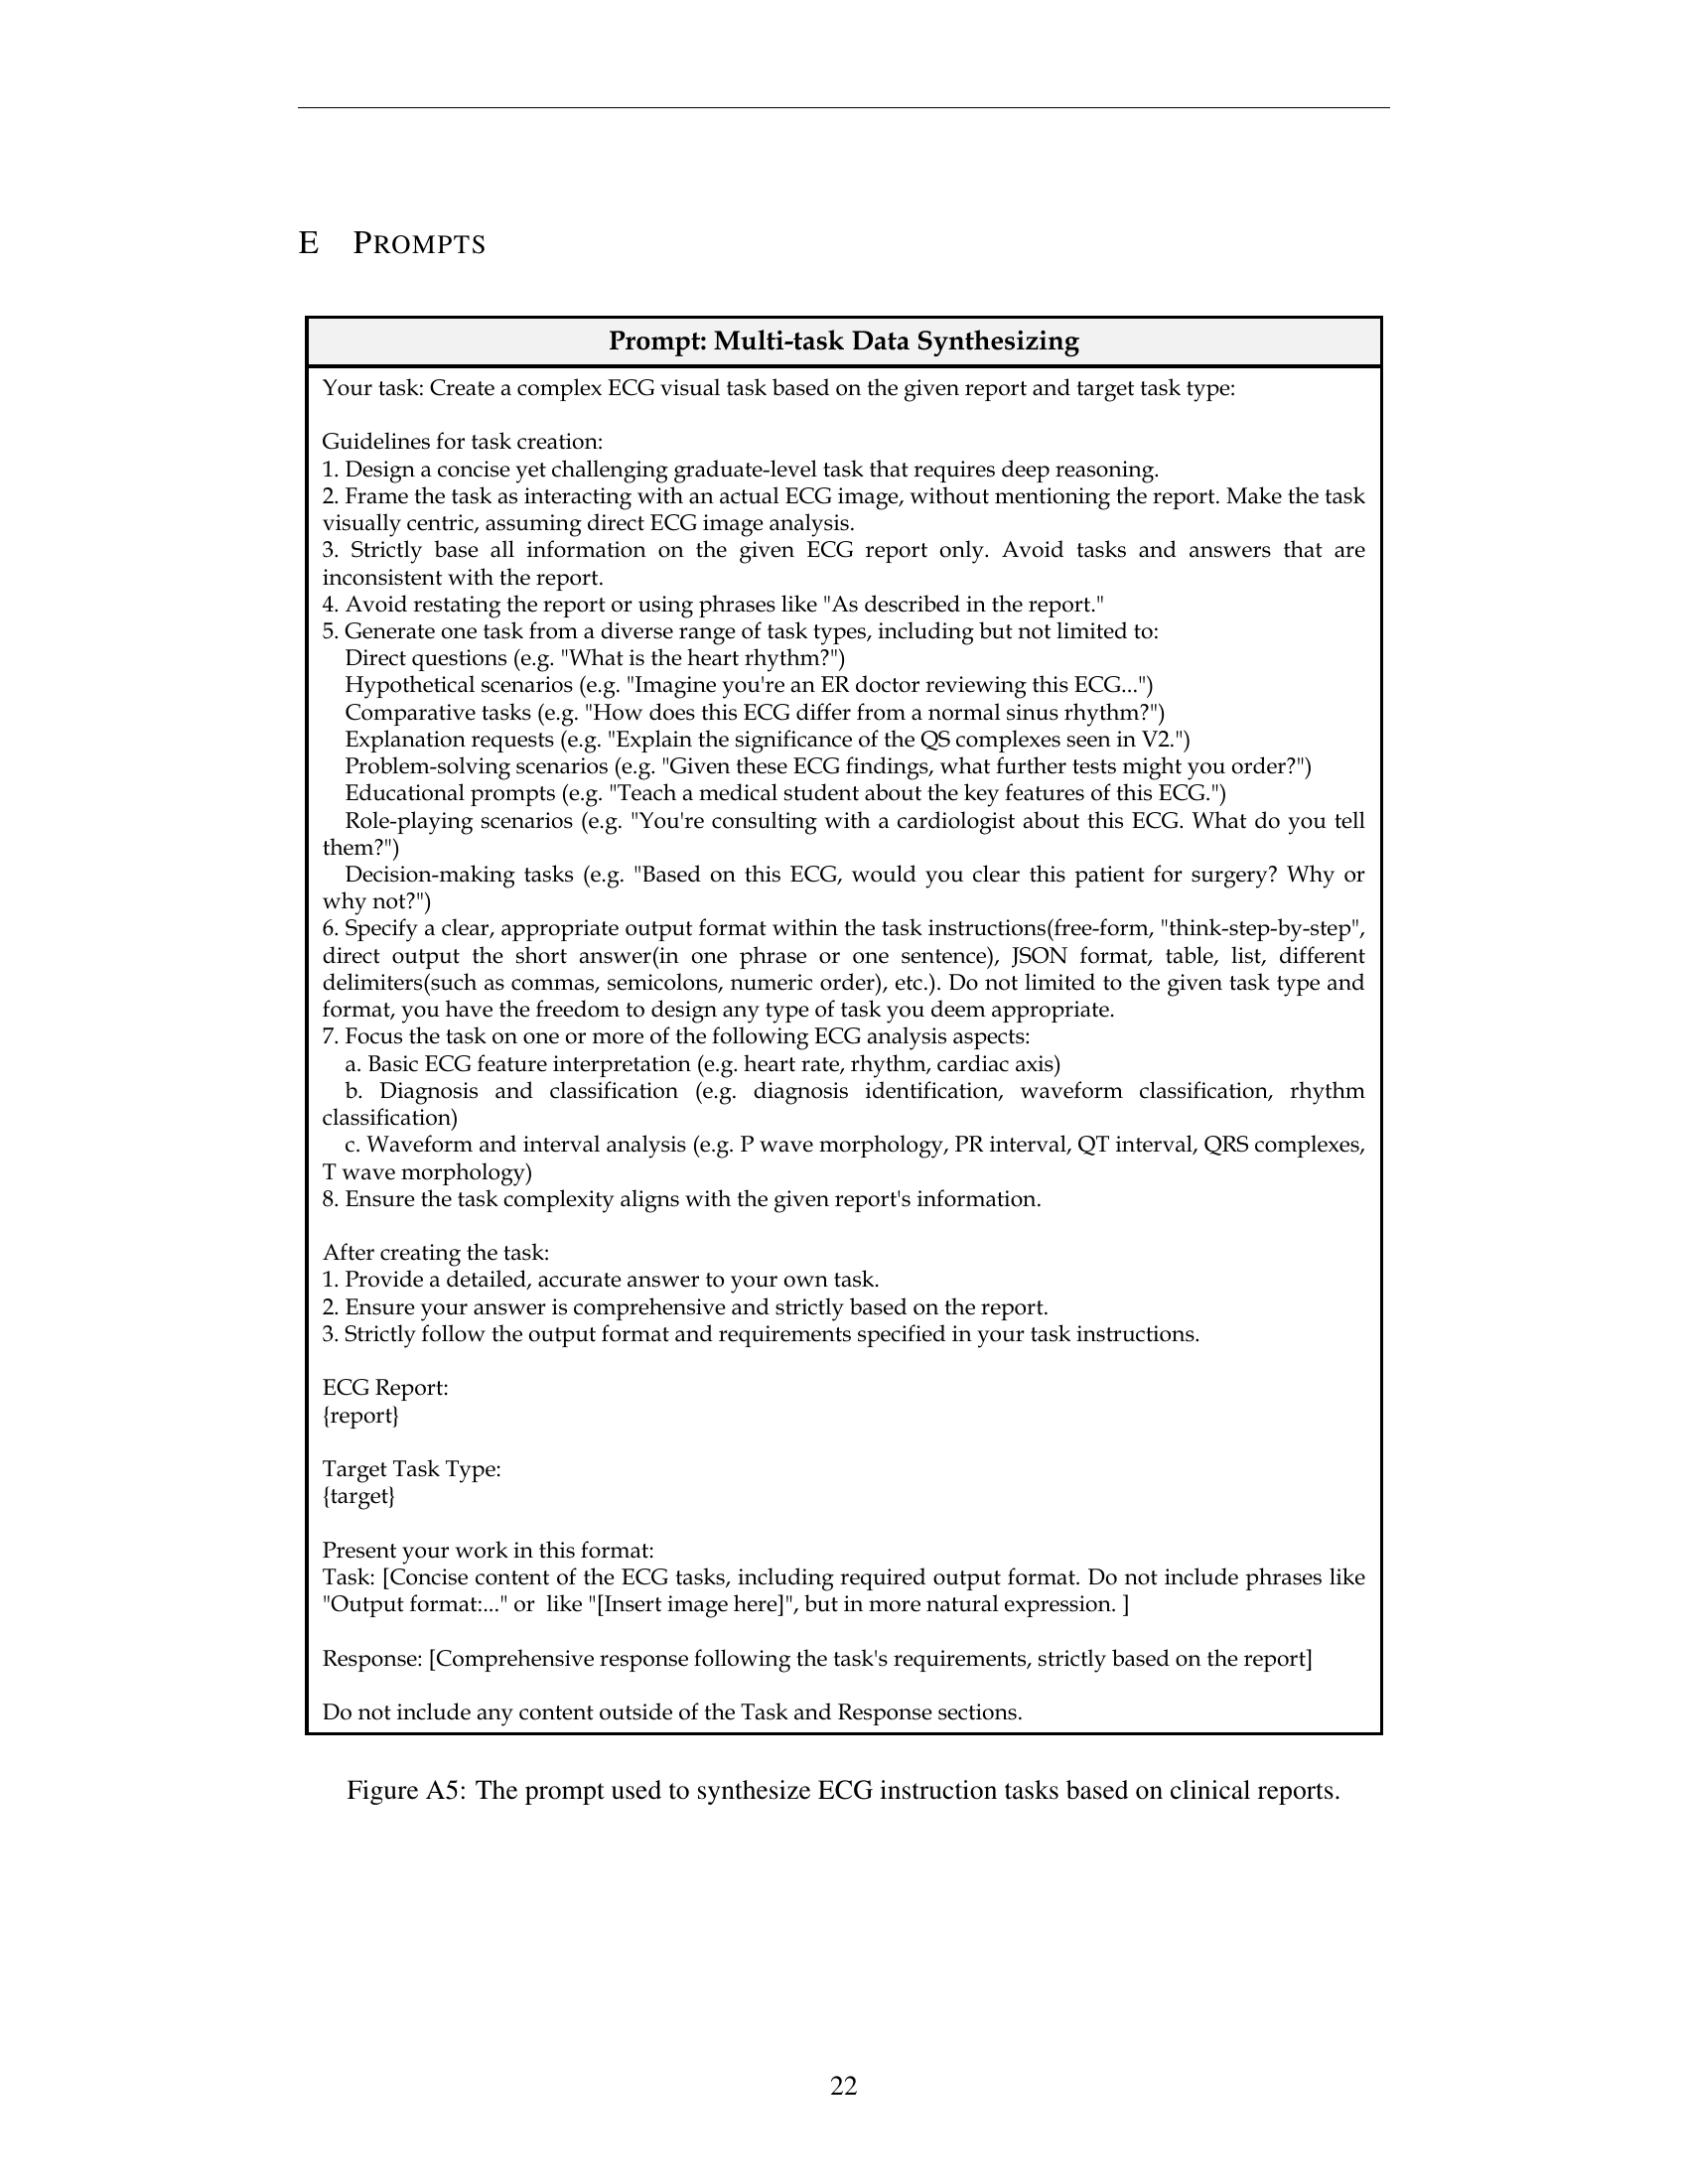 E PROMPTS
Prompt: Multi-task Data Synthesizing
Your task: Create a complex ECG visual task based on the given report and target task type:
Guidelines for task creation:
1. Design a concise yet challenging graduate-level task that requires deep reasoning.
2. Frame the task as interacting with an actual ECG image, without mentioning the report. Make the task
visually centric, assuming direct ECG image analysis.
3. Strictly base all information on the given ECG report only. Avoid tasks and answers that are
inconsistent with the report.
4. Avoid restating the report or using phrases like "As described in the report."
5. Generate one task from a diverse range of task types, including but not limited to:
Direct questions (e.g. "What is the heart rhythm?")
Hypothetical scenarios (e.g. "Imagine you're an ER doctor reviewing this ECG...")
Comparative tasks (e.g. "How does this ECG differ from a normal sinus rhythm?")
Explanation requests (e.g. "Explain the significance of the QS complexes seen in V2.")
Problem-solving scenarios (e.g. "Given these ECG findings, what further tests might you order?")
Educational prompts (e.g. "Teach a medical student about the key features of this ECG.")
Role-playing scenarios (e.g. "You're consulting with a cardiologist about this ECG. What do you tell
them?")
Decision-making tasks (e.g. "Based on this ECG, would you clear this patient for surgery? Why or
why not?")
6. Specify a clear, appropriate output format within the task instructions(free-form, "think-step-by-step",
direct output the short answer(in one phrase or one sentence), JSON format, table, list, different
delimiters(such as commas, semicolons, numeric order), etc.). Do not limited to the given task type and
format, you have the freedom to design any type of task you deem appropriate.
7. Focus the task on one or more of the following ECG analysis aspects:
a. Basic ECG feature interpretation (e.g. heart rate, rhythm, cardiac axis)
b. Diagnosis and classification (e.g. diagnosis identification, waveform classification, rhythm
classification)
c. Waveform and interval analysis (e.g. P wave morphology, PR interval, QT interval, QRS complexes,
T wave morphology)
8. Ensure the task complexity aligns with the given report's information.
After creating the task:
1. Provide a detailed, accurate answer to your own task.
2. Ensure your answer is comprehensive and strictly based on the report.
3. Strictly follow the output format and requirements specified in your task instructions.
ECG Report:
{report}
Target Task Type:
{target}
Present your work in this format:
Task: [Concise content of the ECG tasks, including required output format. Do not include phrases like
"Output format:..." or like "[Insert image here]", but in more natural expression. ]
Response: [Comprehensive response following the task's requirements, strictly based on the report]
Do not include any content outside of the Task and Response sections.
Figure A5: The prompt used to synthesize ECG instruction tasks based on clinical reports.
22